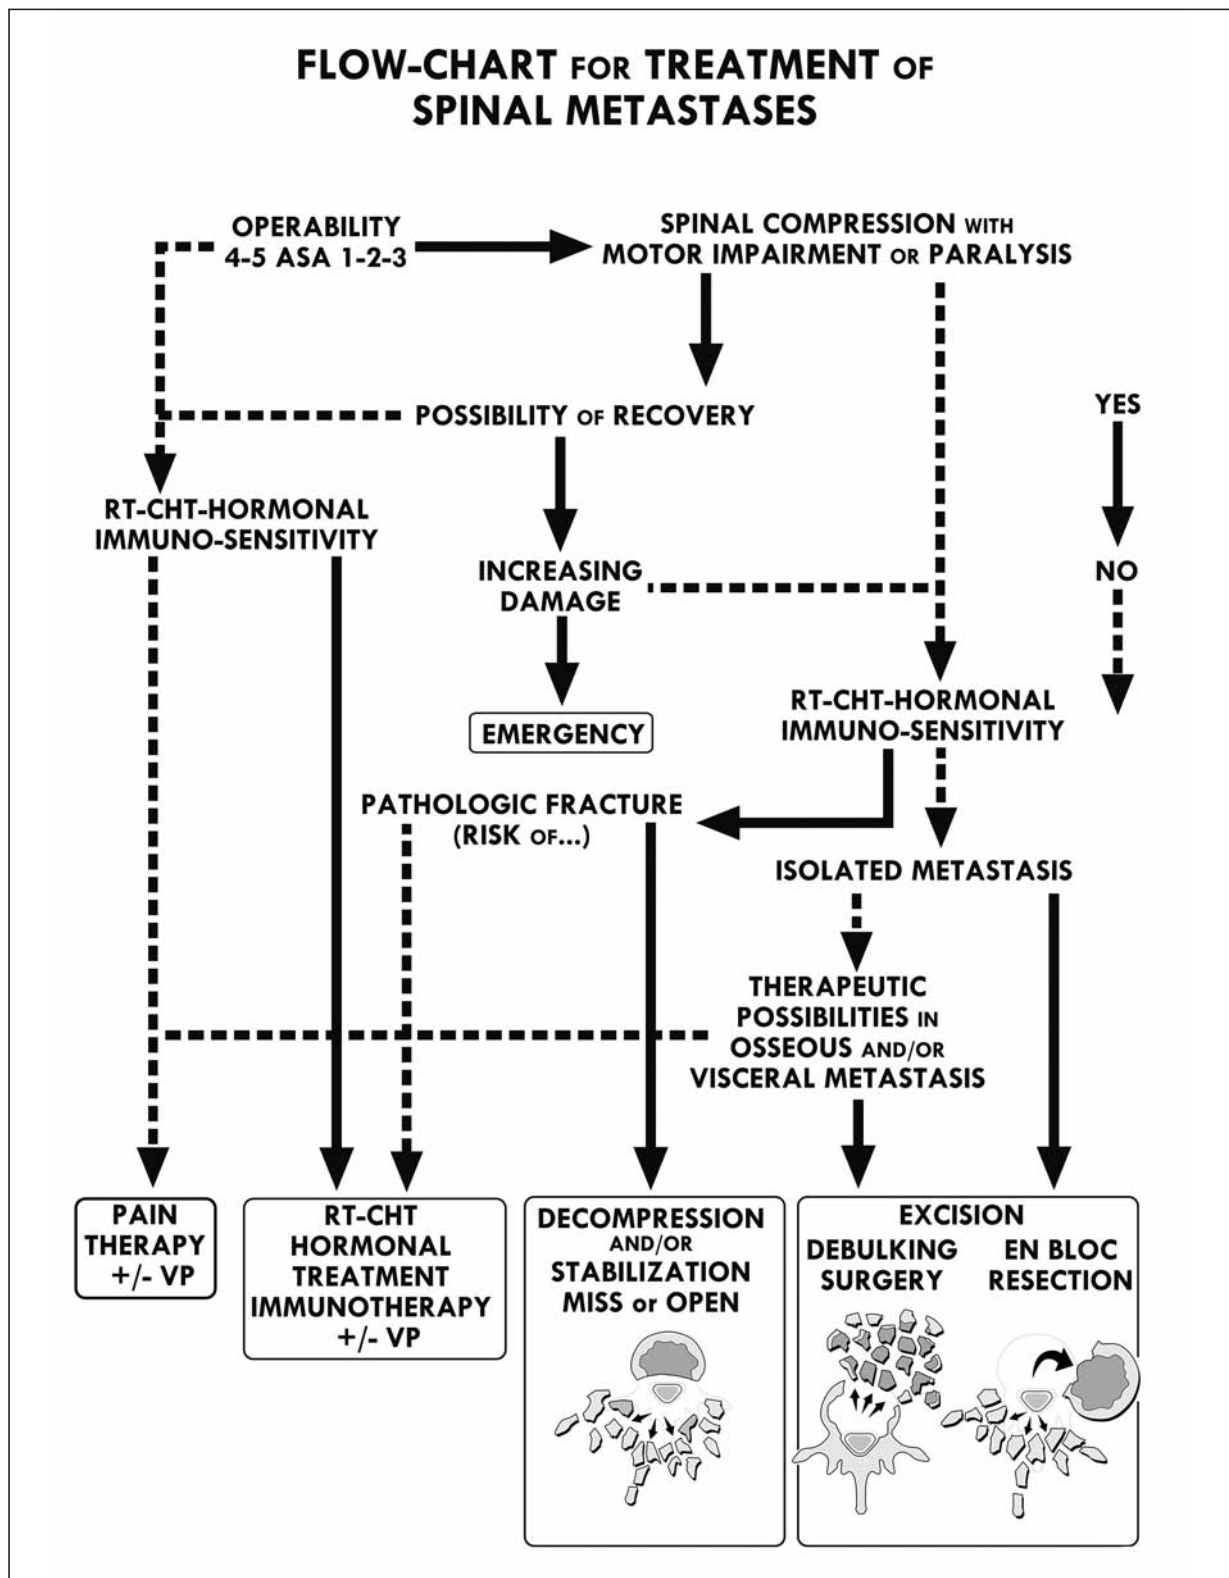 FLOW-CHART FOR TREATMENT OF
SPINAL METASTASES
OPERABILITY
4-5 ASA 1-2-3
SPINAL COMPRESSION WITH
MOTOR IMPAIRMENT OR PARALYSIS
POSSIBILITY OF RECOVERY
YES
RT-CHT-HORMONAL
IMMUNO-SENSITIVITY
INCREASING
DAMAGE
NO
EMERGENCY
RT-CHT-HORMONAL
IMMUNO-SENSITIVITY
PATHOLOGIC FRACTURE
(RISK OF...)
ISOLATED METASTASIS
THERAPEUTIC
POSSIBILITIES IN
OSSEOUS AND/OR
VISCERAL METASTASIS
PAIN
THERAPY
+/- VP
RT-CHT
HORMONAL
TREATMENT
IMMUNOTHERAPY
+/- VP
DECOMPRESSION
AND/OR
STABILIZATION
MISS or OPEN
EXCISION
DEBULKING
SURGERY
EN BLOC
RESECTION